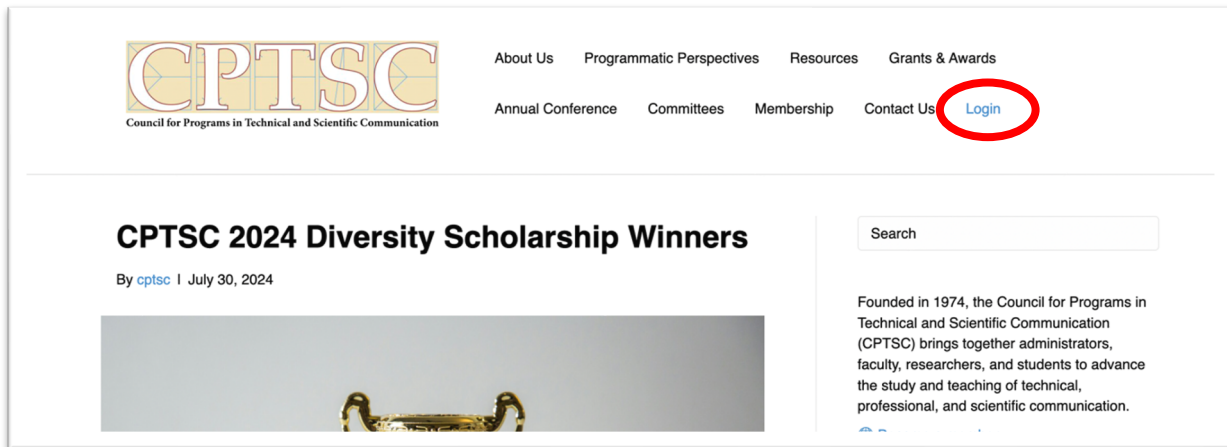 CPTSC
Council for Programs in Technical and Scientific Communication
About Us Programmatic Perspectives Resources Grants & Awards
Annual Conference Committees Membership Contact Us Login
CPTSC 2024 Diversity Scholarship Winners
By cptsc | July 30, 2024
Search
Founded in 1974, the Council for Programs in
Technical and Scientific Communication
(CPTSC) brings together administrators,
faculty, researchers, and students to advance
the study and teaching of technical,
professional, and scientific communication.